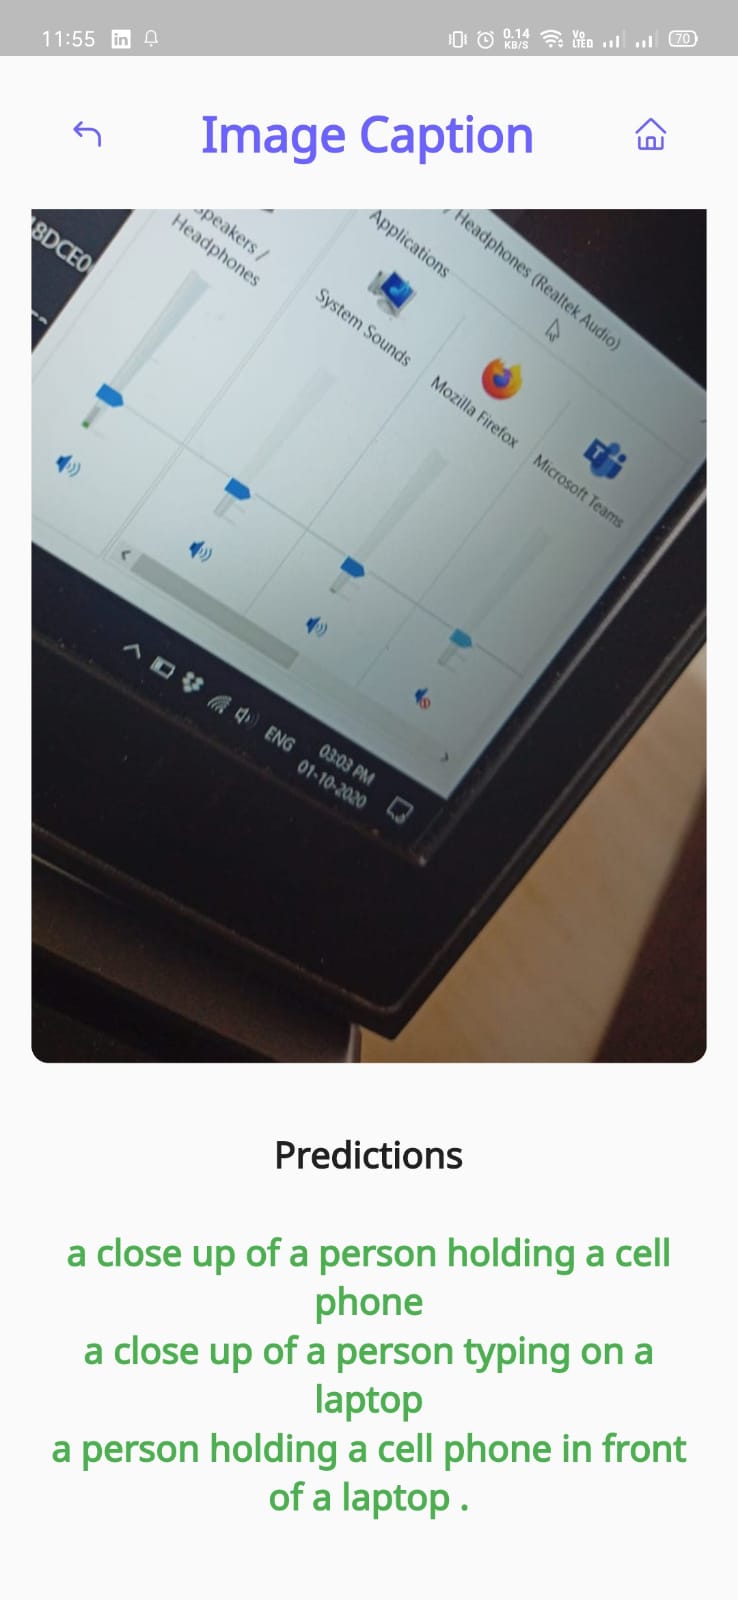 11:55
0.14
KB/S
Vo
LTED
70
Image Caption
8DCE0
Speakers /
Headphones
Applications
Headphones (Realtek Audio)
System Sounds
Mozilla Firefox
Microsoft Teams
ENG
03:03 PM
01-10-2020
Predictions
a close up of a person holding a cell
phone
a close up of a person typing on a
laptop
a person holding a cell phone in front
of a laptop .